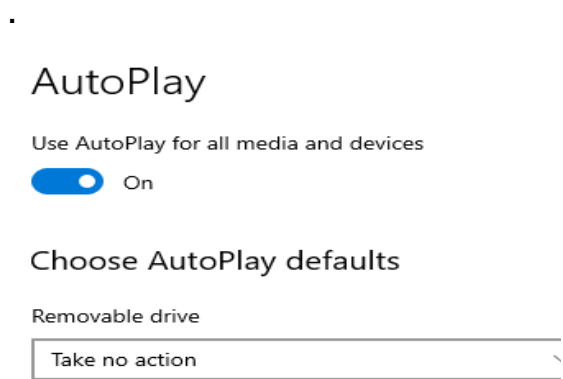 .
AutoPlay
Use AutoPlay for all media and devices
On
Choose AutoPlay defaults
Removable drive
Take no action